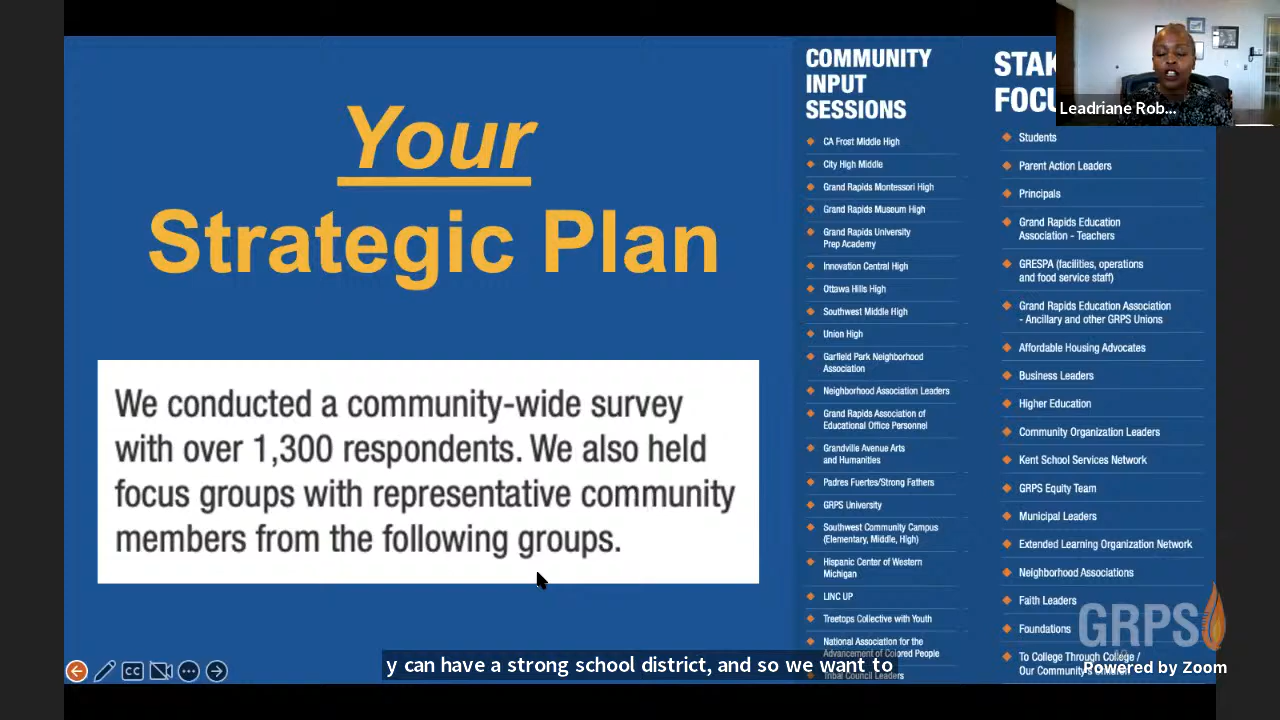 Your
Strategic Plan
We conducted a community-wide survey
with over 1,300 respondents. We also held
focus groups with representative community
members from the following groups.
COMMUNITY
INPUT
SESSIONS
CA Frost Middle High
City High Middle
Grand Rapids Montessori High
Grand Rapids Museum High
Grand Rapids University
Prep Academy
Innovation Central High
Ottawa Hills High
Southwest Middle High
Union High
Garfield Park Neighborhood
Association
Neighborhood Association Leaders
Grand Rapids Association of
Educational Office Personnel
Grandville Avenue Arts
and Humanities
Padres Fuertes/Strong Fathers
GRPS University
Southwest Community Campus
(Elementary, Middle, High)
Hispanic Center of Western
Michigan
LINC UP
Treetops Collective with Youth
National Association for the
Advancement of Colored People
Tribal Council Leaders
STAK
FOCU
Students
Parent Action Leaders
Principals
Grand Rapids Education
Association - Teachers
GRESPA (facilities, operations
and food service staff)
Grand Rapids Education Association
- Ancillary and other GRPS Unions
Affordable Housing Advocates
Business Leaders
Higher Education
Community Organization Leaders
Kent School Services Network
GRPS Equity Team
Municipal Leaders
Extended Learning Organization Network
Neighborhood Associations
Faith Leaders
Foundations
To College Through College /
Our Community's Children
Leadriane Rob...
GRPS
CC
y can have a strong school district, and so we want to
Powered by Zoom